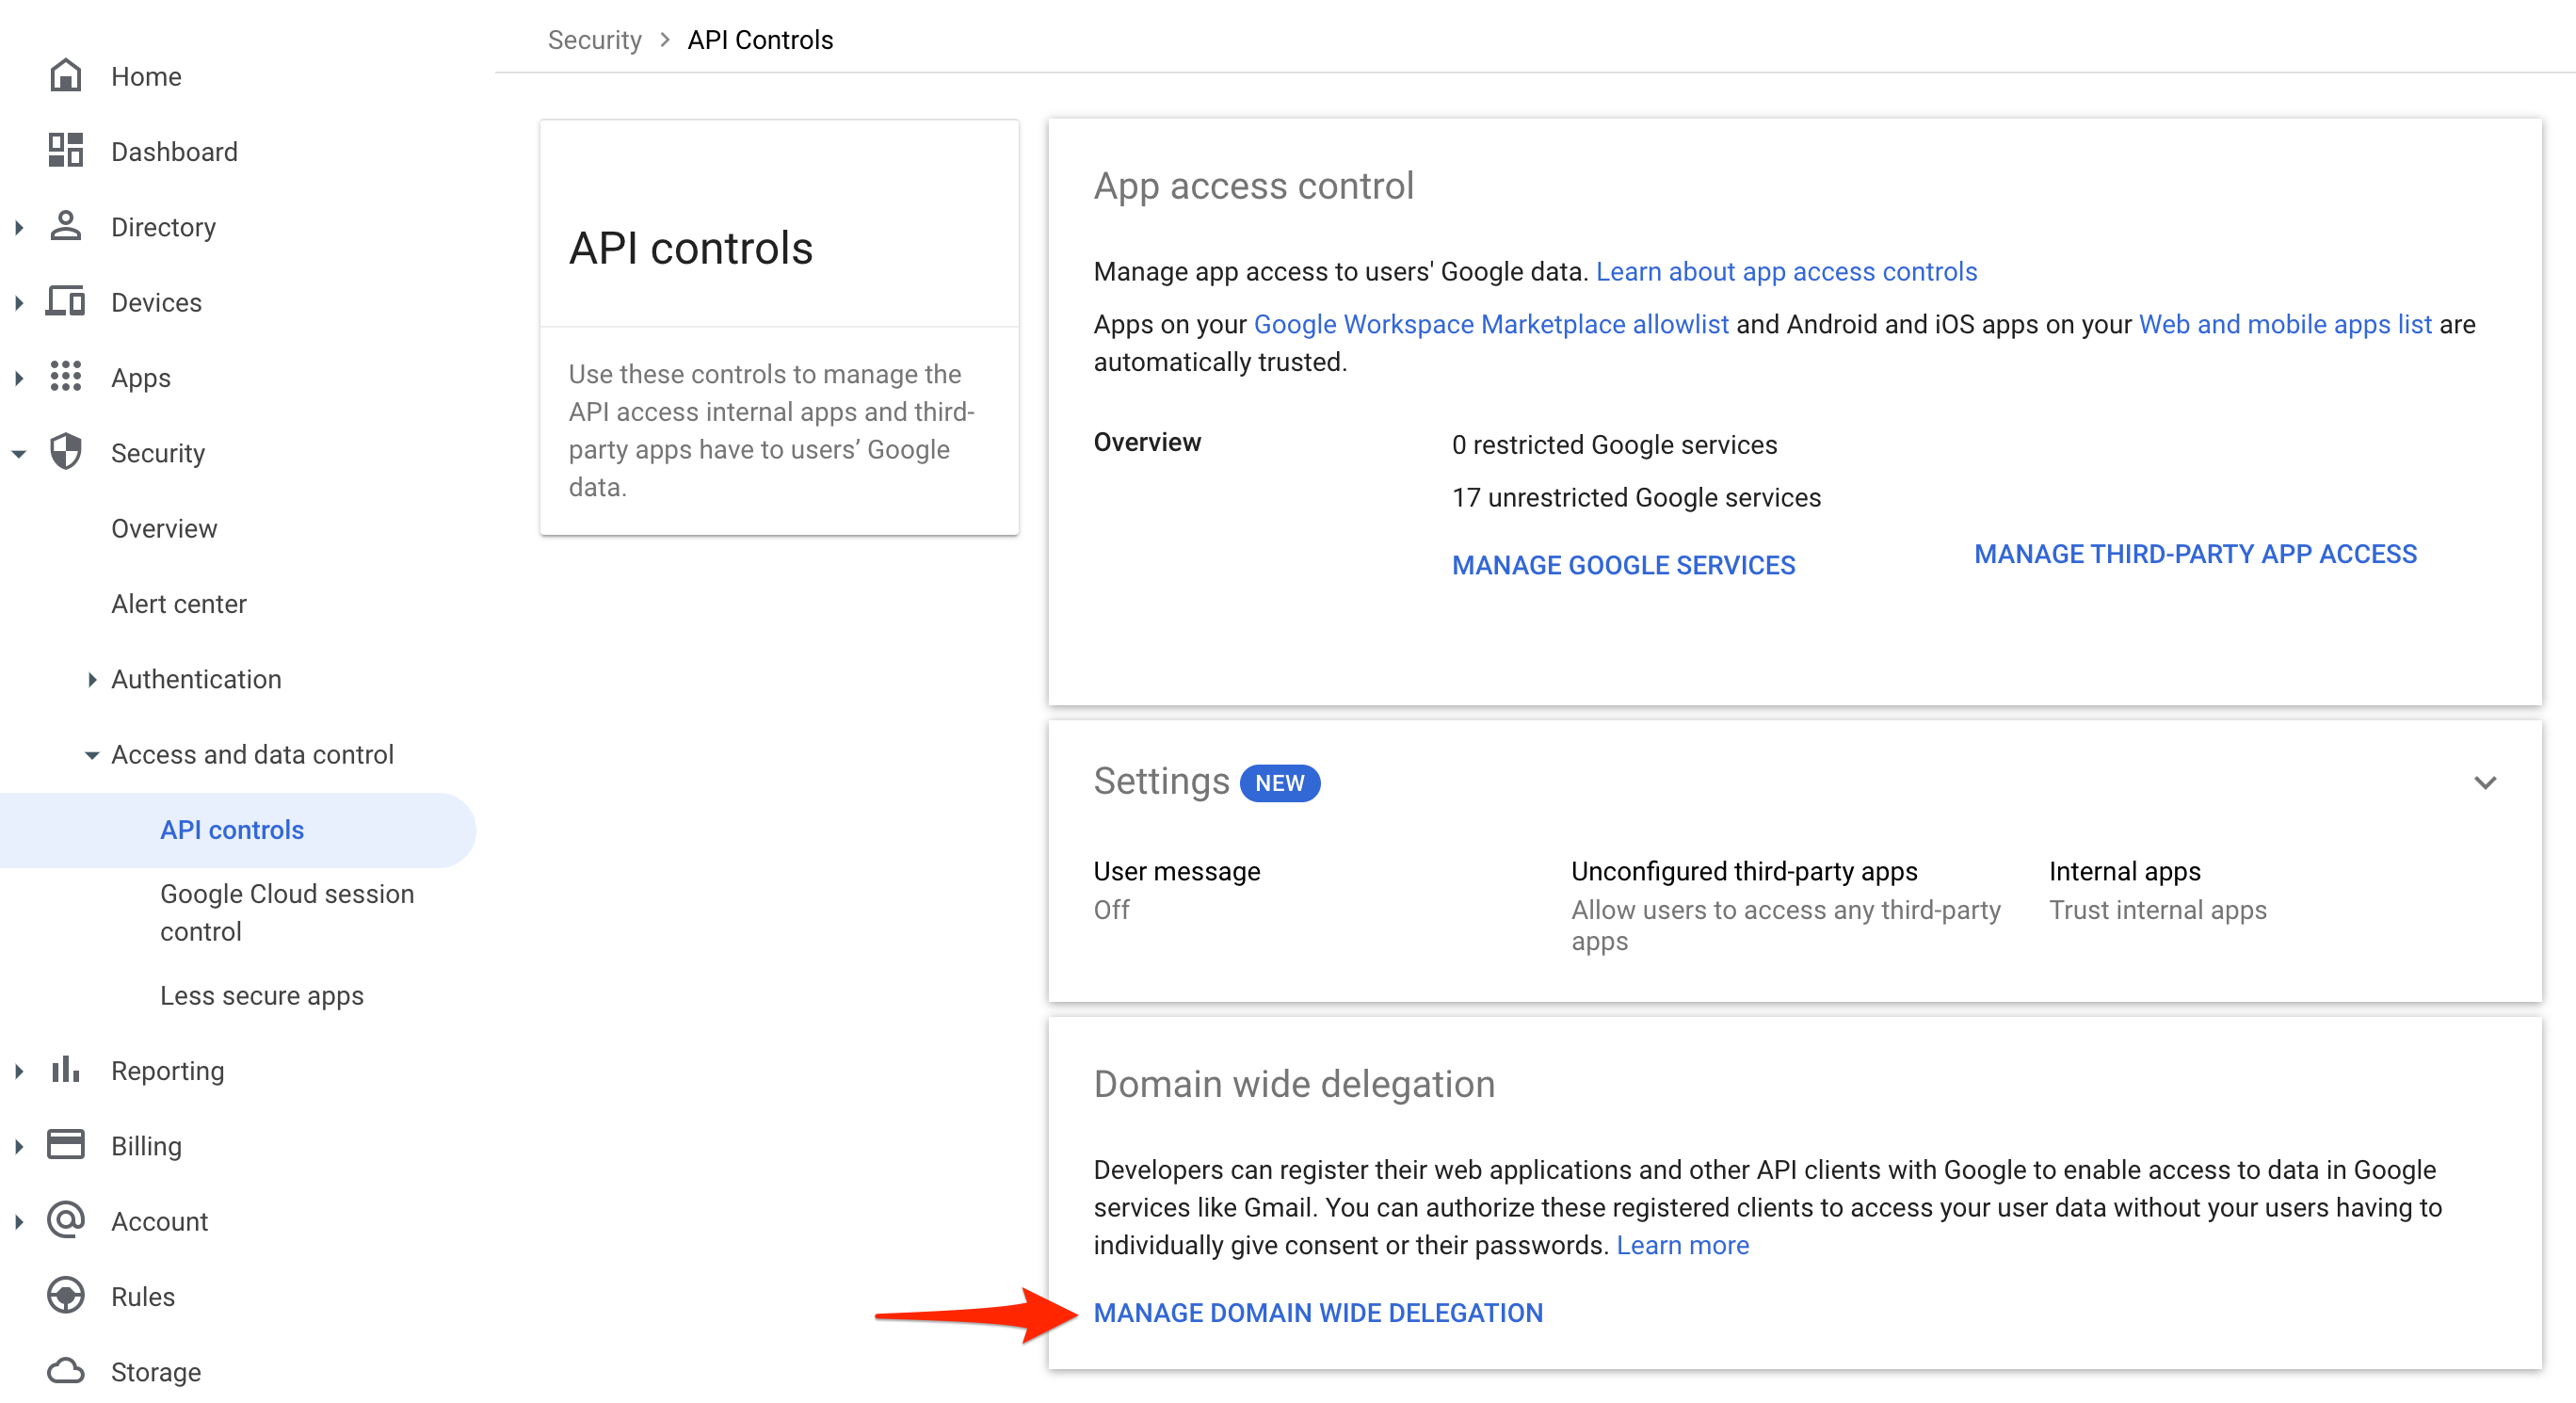 Security > API Controls
Home
Dashboard
Directory
Devices
Apps
Security
Overview
Alert center
Authentication
Access and data control
API controls
Google Cloud session
control
Less secure apps
Reporting
Billing
Account
Rules
Storage
API controls
Use these controls to manage the
API access internal apps and third-
party apps have to users’ Google
data.
App access control
Manage app access to users' Google data. Learn about app access controls
Apps on your Google Workspace Marketplace allowlist and Android and iOS apps on your Web and mobile apps list are
automatically trusted.
Overview
0 restricted Google services
17 unrestricted Google services
MANAGE GOOGLE SERVICES
MANAGE THIRD-PARTY APP ACCESS
Settings NEW
User message
Off
Unconfigured third-party apps
Allow users to access any third-party
apps
Internal apps
Trust internal apps
Domain wide delegation
Developers can register their web applications and other API clients with Google to enable access to data in Google
services like Gmail. You can authorize these registered clients to access your user data without your users having to
individually give consent or their passwords. Learn more
MANAGE DOMAIN WIDE DELEGATION